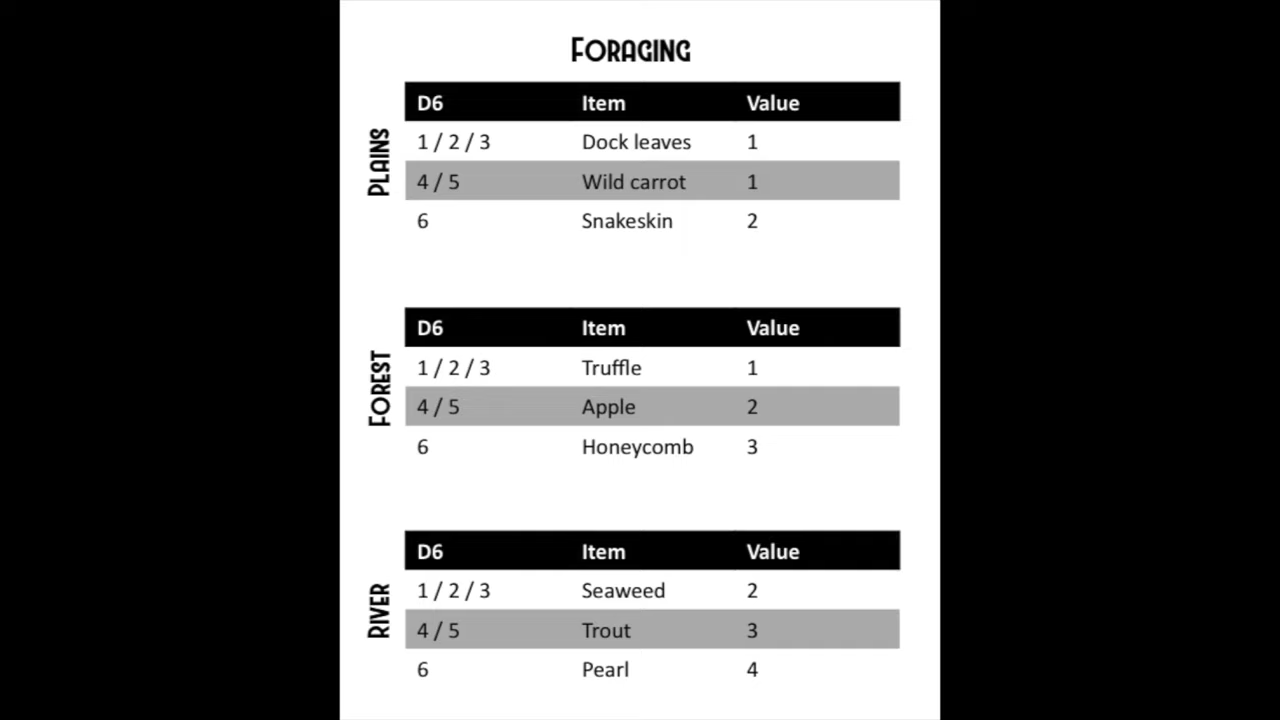 FORAGING
PLAINS
D6 Item Value
1 / 2 / 3 Dock leaves 1
4 / 5 Wild carrot 1
6 Snakeskin 2
FOREST
D6 Item Value
1 / 2 / 3 Truffle 1
4 / 5 Apple 2
6 Honeycomb 3
RIVER
D6 Item Value
1 / 2 / 3 Seaweed 2
4 / 5 Trout 3
6 Pearl 4